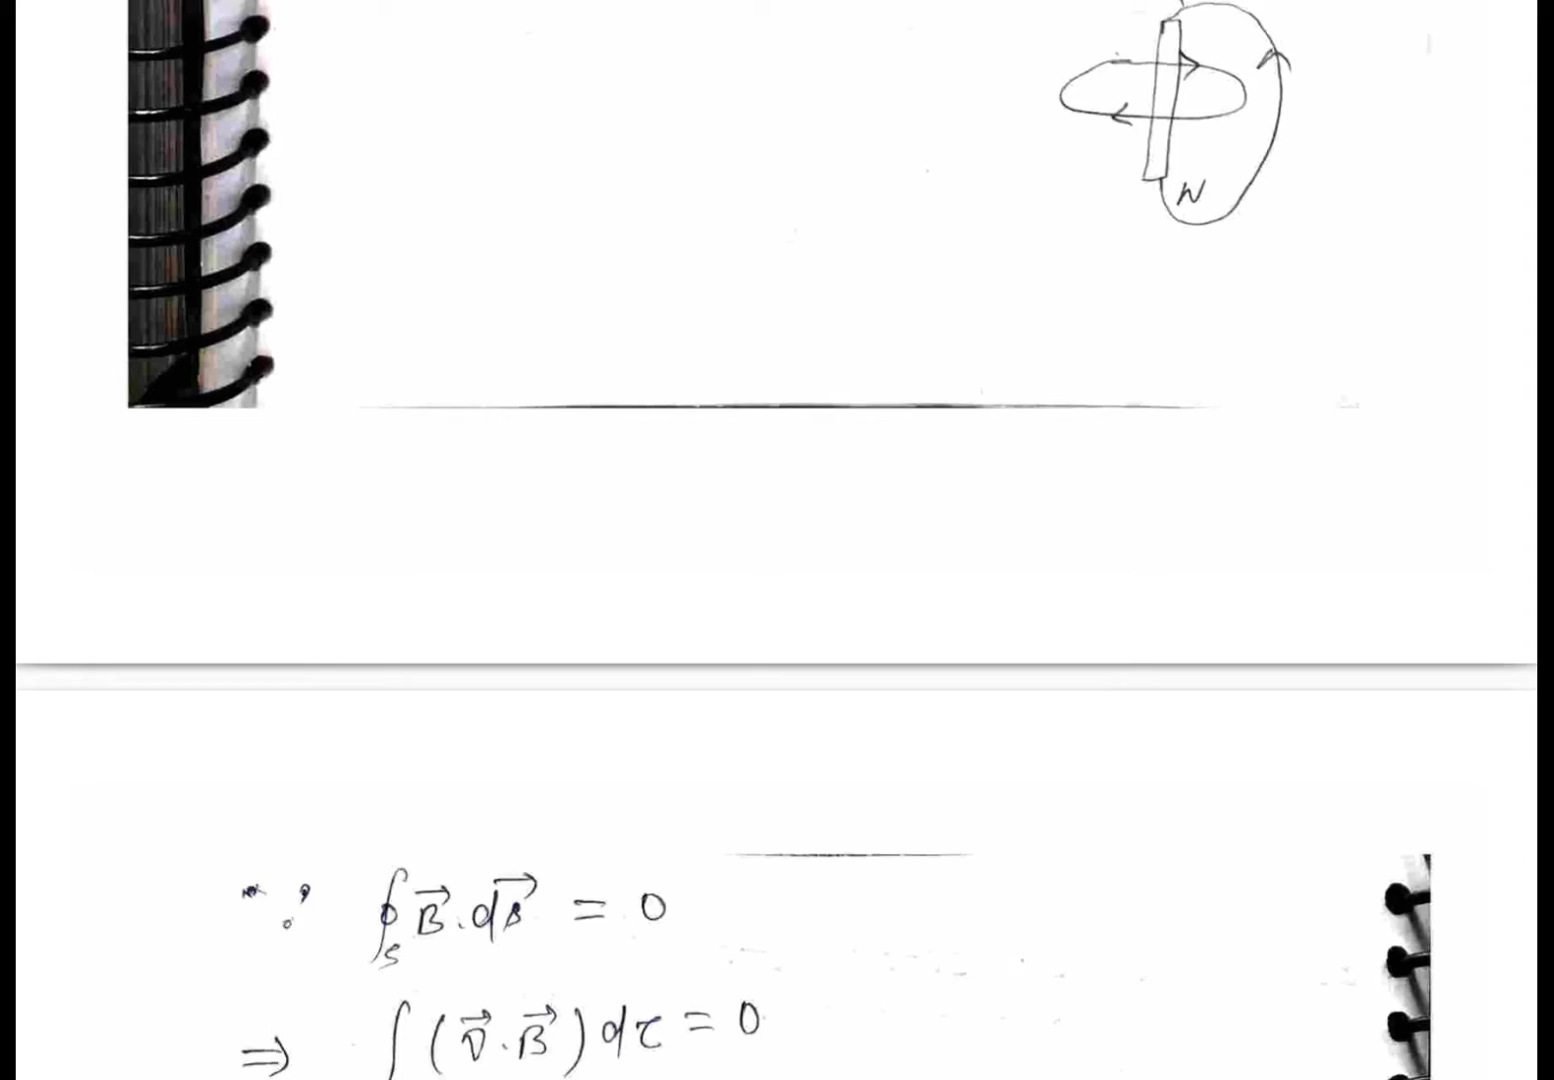 N
∵ ∮_S B⃗ . ds⃗ = 0
⇒ ∫ (∇⃗ . B⃗) dτ = 0